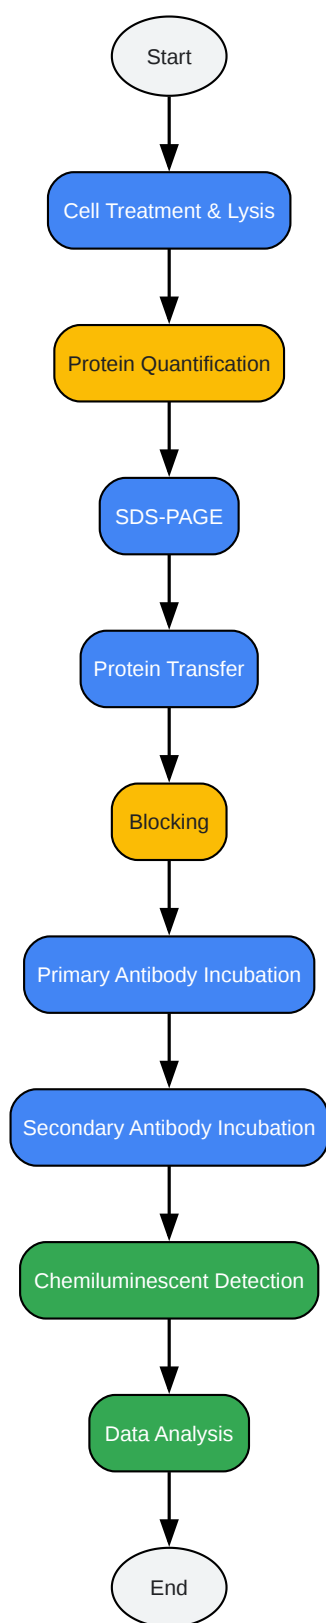 Start
Cell Treatment & Lysis
Protein Quantification
SDS-PAGE
Protein Transfer
Blocking
Primary Antibody Incubation
Secondary Antibody Incubation
Chemiluminescent Detection
Data Analysis
End